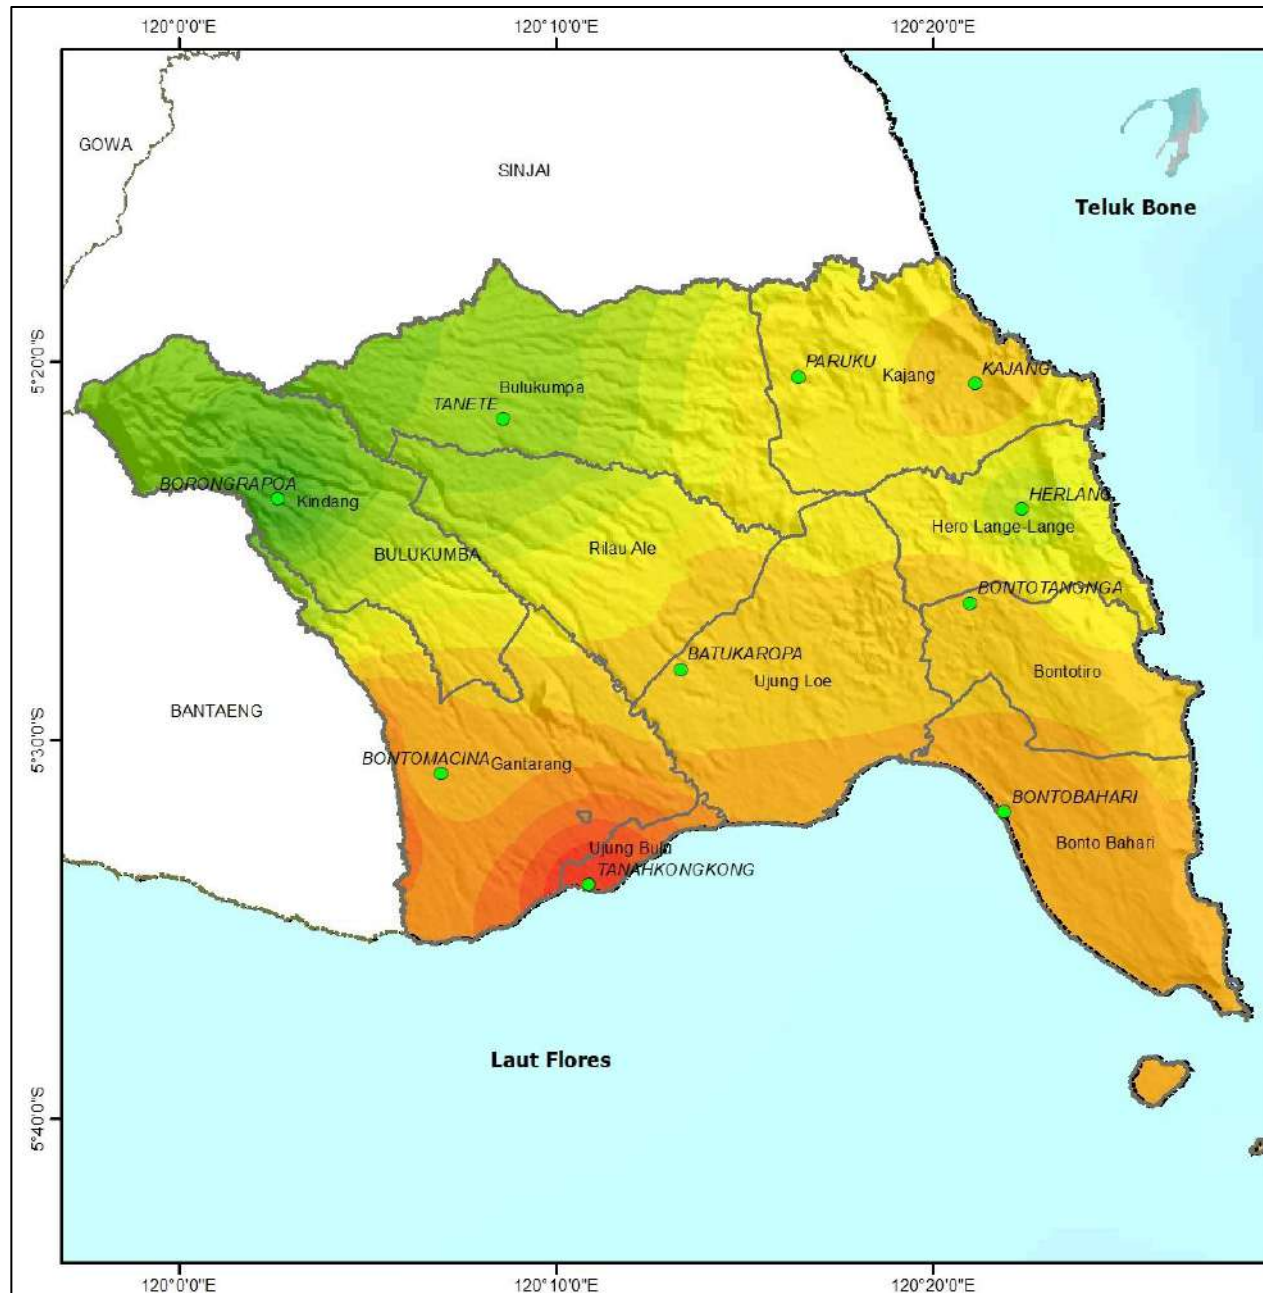 120°0'0"E
120°10'0"E
120°20'0"E
GOWA
SINJAI
Teluk Bone
5°20'0"S
PARUKU
Kajang
KAJANG
Bulukumpa
TANETE
BORONGRAPOA
Kindang
HERLANG
Hero Lange-Lange
BULUKUMBA
Rilau Ale
BONTOTANONGA
BATUKAROPA
Ujung Loe
Bontotiro
BANTAENG
5°30'0"S
BONTOMACINA
Gantarang
BONTOBAHARI
Ujung Bulu
Bonto Bahari
TANAHKONGKONG
Laut Flores
5°40'0"S
120°0'0"E
120°10'0"E
120°20'0"E